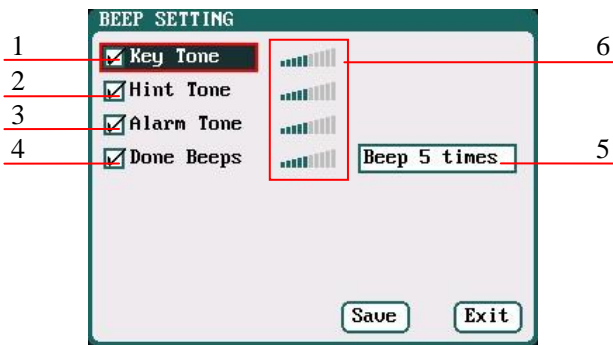 BEEP SETTING
1 Key Tone 6
2 Hint Tone
3 Alarm Tone
4 Done Beeps Beep 5 times 5
Save Exit